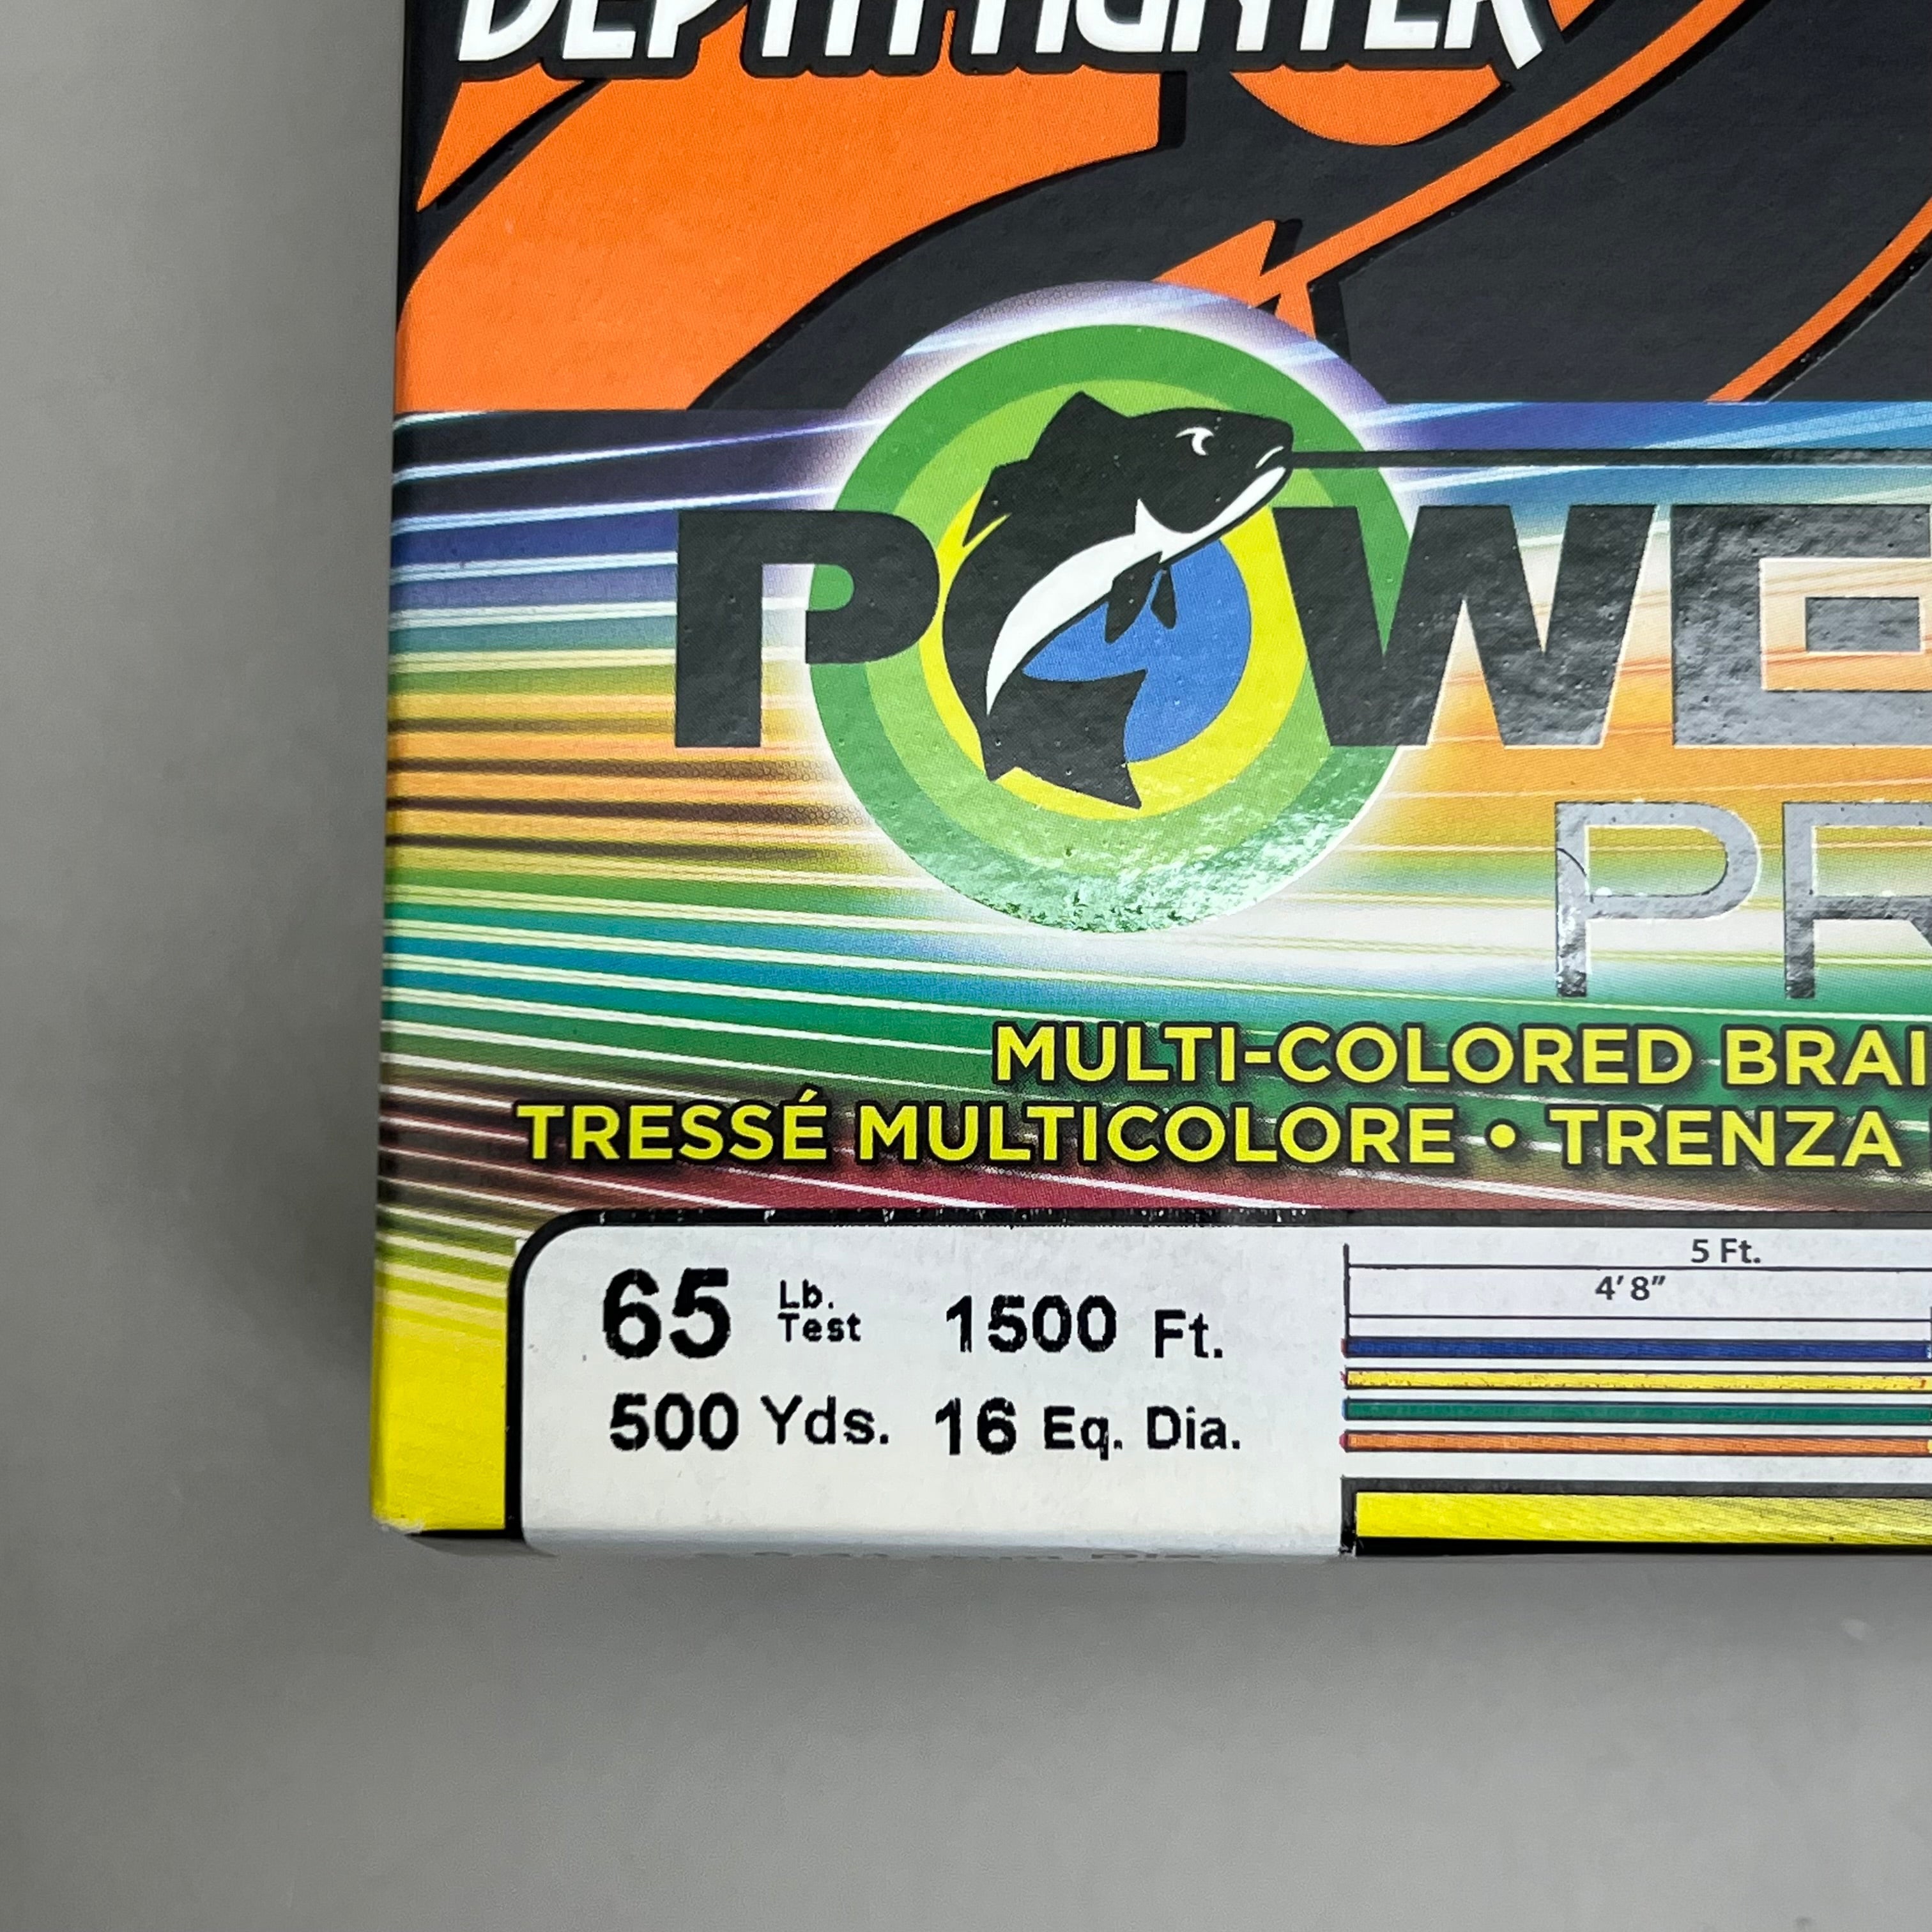 DEPTH HUNTER
POWE
PR
MULTI-COLORED BRAI
TRESSÉ MULTICOLORE • TRENZA
5 Ft.
4'8"
65 Lb. Test 1500 Ft.
500 Yds. 16 Eq. Dia.